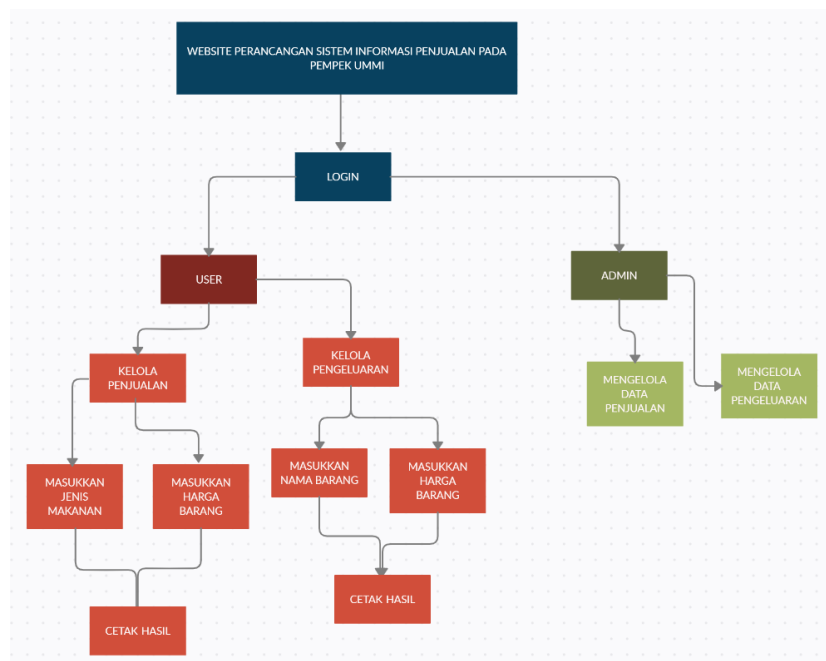 WEBSITE PERANCANGAN SISTEM INFORMASI PENJUALAN PADA
PEMPEK UMMI
LOGIN
USER
ADMIN
KELOLA
PENJUALAN
KELOLA
PENGELUARAN
MENGELOLA
DATA
PENJUALAN
MENGELOLA
DATA
PENGELUARAN
MASUKKAN
JENIS
MAKANAN
MASUKKAN
HARGA
BARANG
MASUKKAN
NAMA BARANG
MASUKKAN
HARGA
BARANG
CETAK HASIL
CETAK HASIL